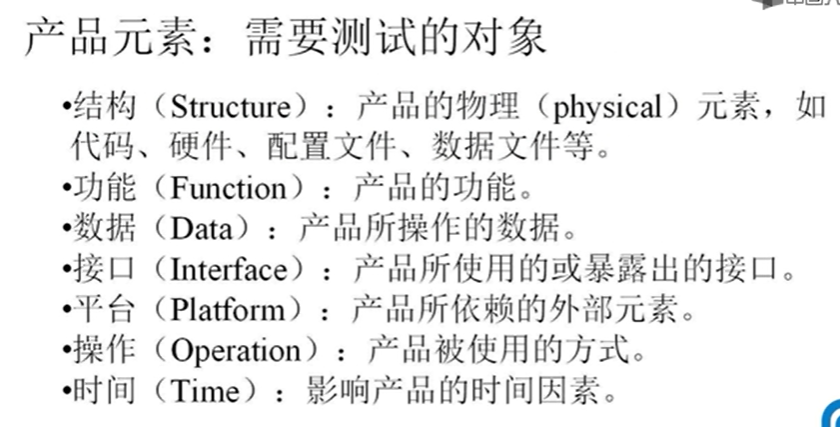 产品元素：需要测试的对象
•结构（Structure）：产品的物理（physical）元素，如
代码、硬件、配置文件、数据文件等。
•功能（Function）：产品的功能。
•数据（Data）：产品所操作的数据。
•接口（Interface）：产品所使用的或暴露出的接口。
•平台（Platform）：产品所依赖的外部元素。
•操作（Operation）：产品被使用的方式。
•时间（Time）：影响产品的时间因素。